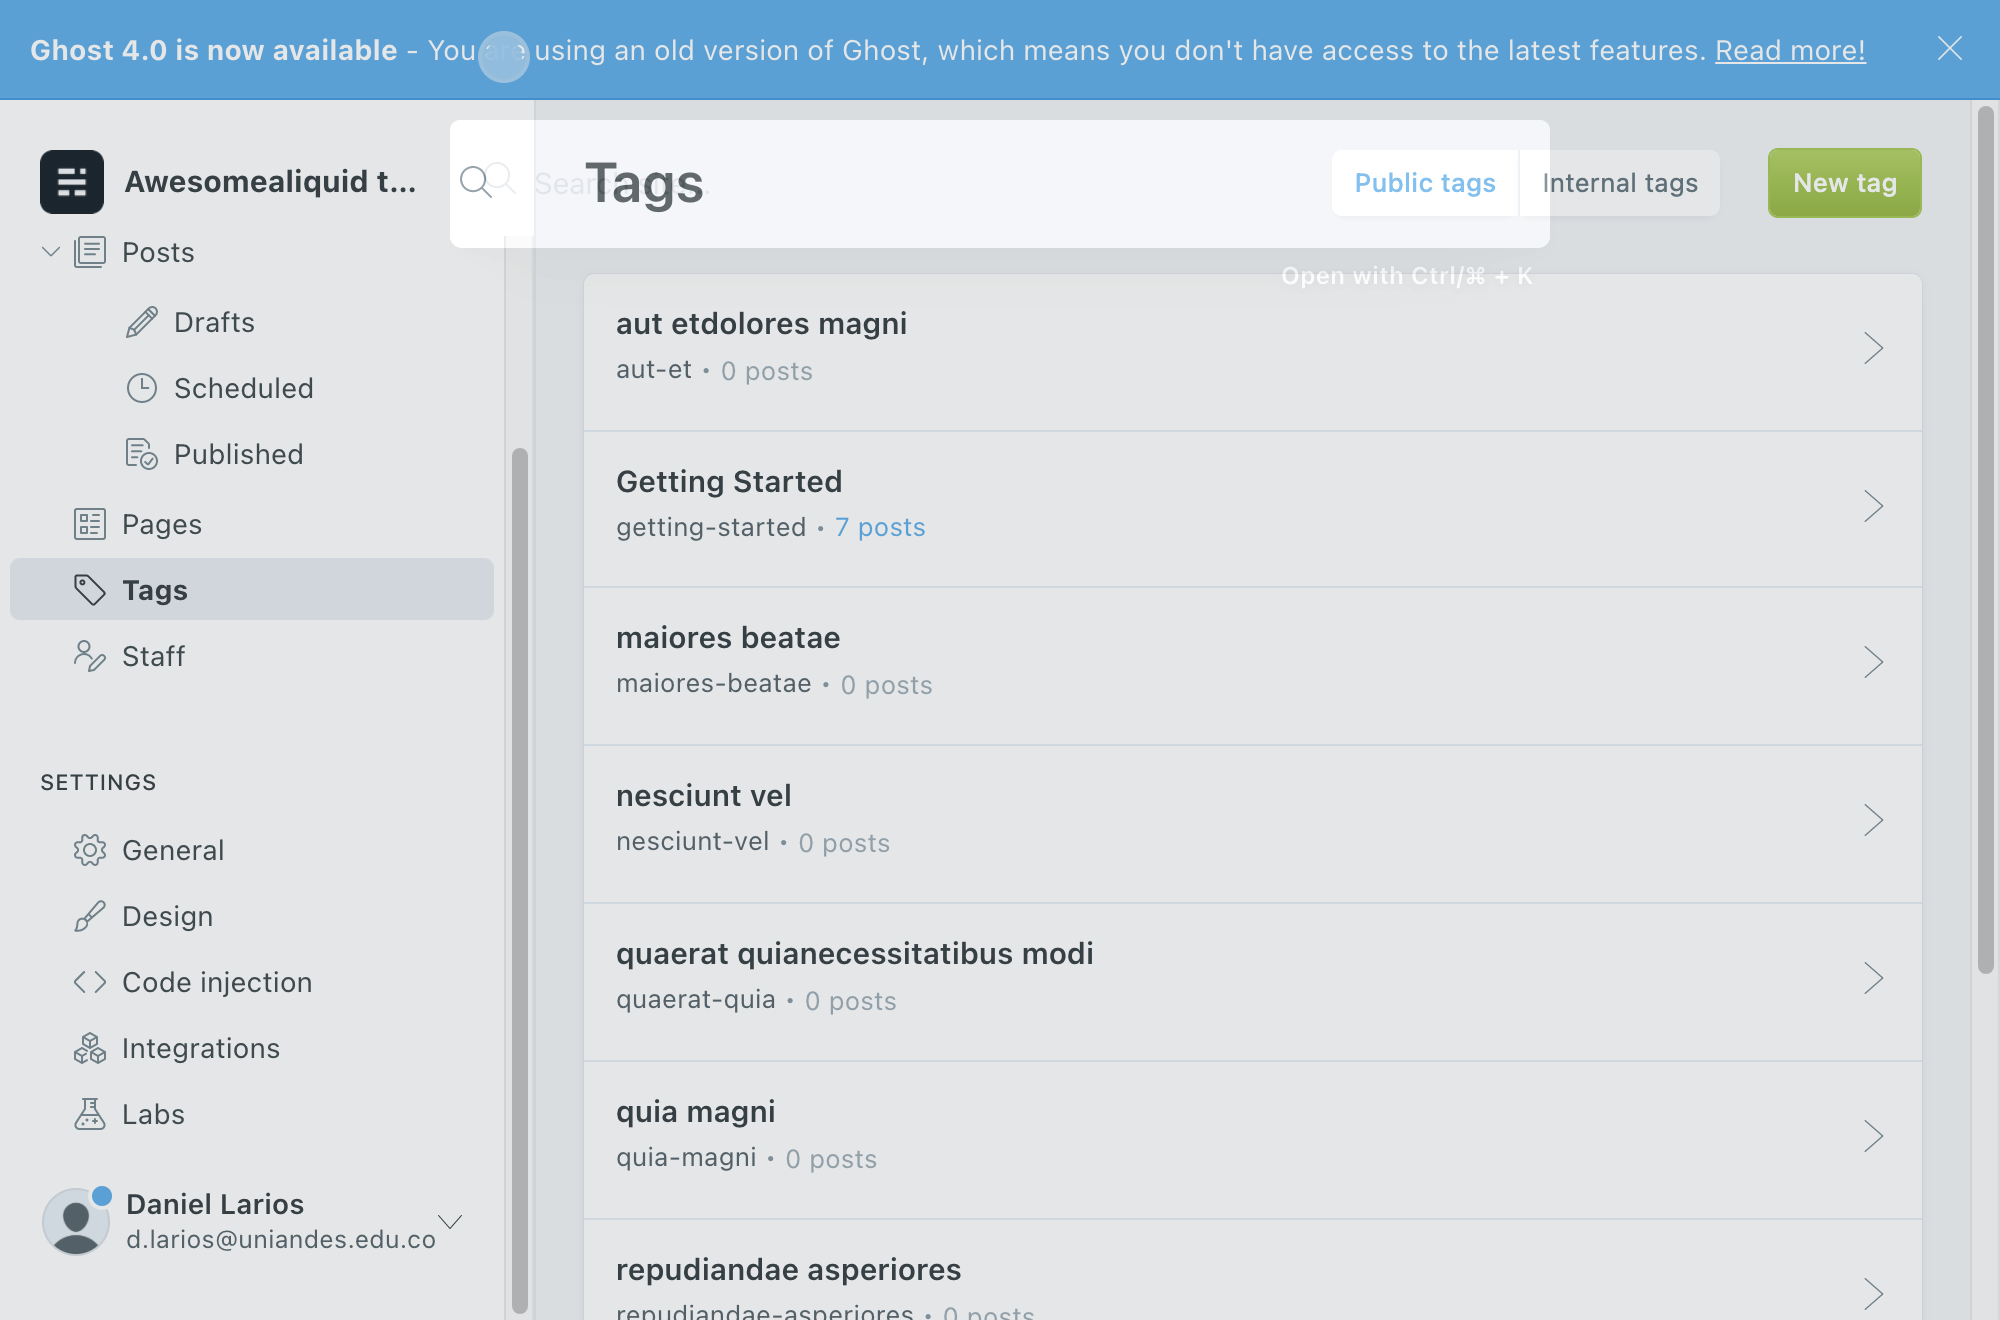 Ghost 4.0 is now available - You are using an old version of Ghost, which means you don't have access to the latest features. Read more!
Awesomealiquid t...
Posts
Drafts
Scheduled
Published
Pages
Tags
Staff
SETTINGS
General
Design
Code injection
Integrations
Labs
Daniel Larios
d.larios@uniandes.edu.co
Search site...
Tags
Public tags
Internal tags
New tag
Open with Ctrl/⌘ + K
aut etdolores magni
aut-et • 0 posts
Getting Started
getting-started • 7 posts
maiores beatae
maiores-beatae • 0 posts
nesciunt vel
nesciunt-vel • 0 posts
quaerat quianecessitatibus modi
quaerat-quia • 0 posts
quia magni
quia-magni • 0 posts
repudiandae asperiores
repudiandae-asperiores • 0 posts